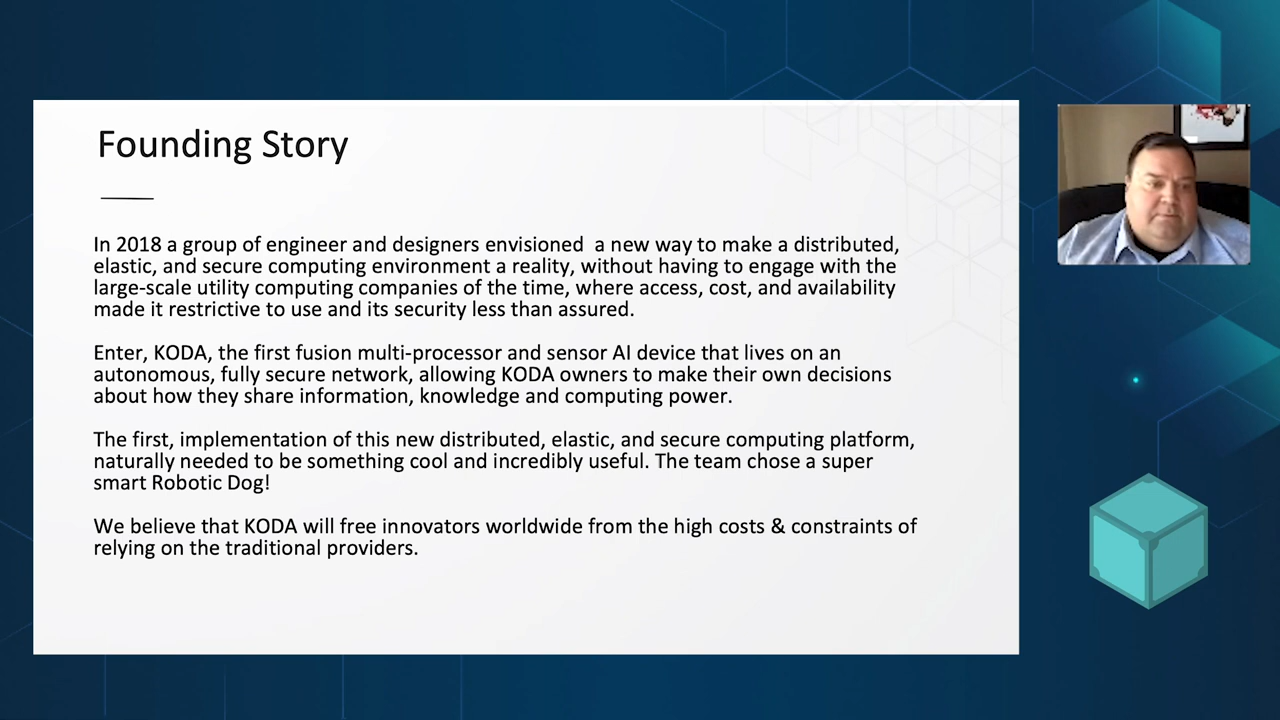 Founding Story
In 2018 a group of engineer and designers envisioned  a new way to make a distributed,
elastic, and secure computing environment a reality, without having to engage with the
large-scale utility computing companies of the time, where access, cost, and availability
made it restrictive to use and its security less than assured.
Enter, KODA, the first fusion multi-processor and sensor AI device that lives on an
autonomous, fully secure network, allowing KODA owners to make their own decisions
about how they share information, knowledge and computing power.
The first, implementation of this new distributed, elastic, and secure computing platform,
naturally needed to be something cool and incredibly useful. The team chose a super
smart Robotic Dog!
We believe that KODA will free innovators worldwide from the high costs & constraints of
relying on the traditional providers.